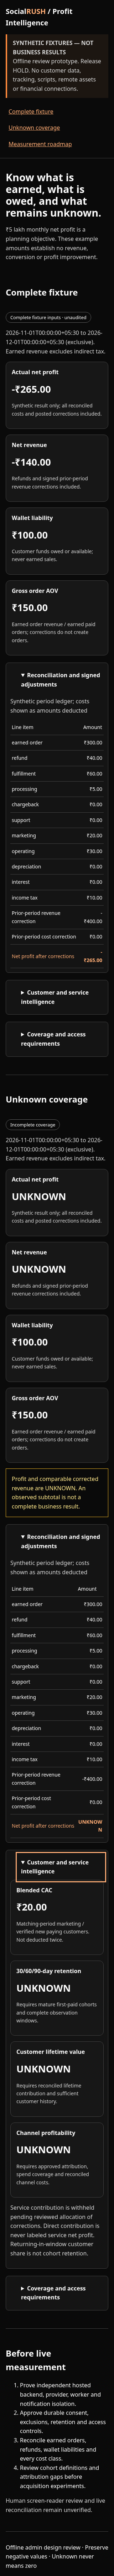 SocialRUSH / Profit
Intelligence
SYNTHETIC FIXTURES — NOT
BUSINESS RESULTS
Offline review prototype. Release
HOLD. No customer data,
tracking, scripts, remote assets
or financial connections.
Complete fixture
Unknown coverage
Measurement roadmap
Know what is
earned, what is
owed, and what
remains unknown.
₹5 lakh monthly net profit is a
planning objective. These example
amounts establish no revenue,
conversion or profit improvement.
Complete fixture
Complete fixture inputs · unaudited
2026-11-01T00:00:00+05:30 to 2026-
12-01T00:00:00+05:30 (exclusive).
Earned revenue excludes indirect tax.
Actual net profit
-₹265.00
Synthetic result only; all reconciled
costs and posted corrections included.
Net revenue
-₹140.00
Refunds and signed prior-period
revenue corrections included.
Wallet liability
₹100.00
Customer funds owed or available;
never earned sales.
Gross order AOV
₹150.00
Earned order revenue / earned paid
orders; corrections do not create
orders.
▼ Reconciliation and signed
adjustments
Synthetic period ledger; costs
shown as amounts deducted
Line item Amount
earned order ₹300.00
refund ₹40.00
fulfillment ₹60.00
processing ₹5.00
chargeback ₹0.00
support ₹0.00
marketing ₹20.00
operating ₹30.00
depreciation ₹0.00
interest ₹0.00
income tax ₹10.00
Prior-period revenue -
correction ₹400.00
Prior-period cost correction ₹0.00
Net profit after corrections -
₹265.00
► Customer and service
intelligence
► Coverage and access
requirements
Unknown coverage
Incomplete coverage
2026-11-01T00:00:00+05:30 to 2026-
12-01T00:00:00+05:30 (exclusive).
Earned revenue excludes indirect tax.
Actual net profit
UNKNOWN
Synthetic result only; all reconciled
costs and posted corrections included.
Net revenue
UNKNOWN
Refunds and signed prior-period
revenue corrections included.
Wallet liability
₹100.00
Customer funds owed or available;
never earned sales.
Gross order AOV
₹150.00
Earned order revenue / earned paid
orders; corrections do not create
orders.
Profit and comparable corrected
revenue are UNKNOWN. An
observed subtotal is not a
complete business result.
▼ Reconciliation and signed
adjustments
Synthetic period ledger; costs
shown as amounts deducted
Line item Amount
earned order ₹300.00
refund ₹40.00
fulfillment ₹60.00
processing ₹5.00
chargeback ₹0.00
support ₹0.00
marketing ₹20.00
operating ₹30.00
depreciation ₹0.00
interest ₹0.00
income tax ₹10.00
Prior-period revenue -₹400.00
correction
Prior-period cost ₹0.00
correction
Net profit after corrections UNKNOW
N
▼ Customer and service
intelligence
Blended CAC
₹20.00
Matching-period marketing /
verified new paying customers.
Not deducted twice.
30/60/90-day retention
UNKNOWN
Requires mature first-paid cohorts
and complete observation
windows.
Customer lifetime value
UNKNOWN
Requires reconciled lifetime
contribution and sufficient
customer history.
Channel profitability
UNKNOWN
Requires approved attribution,
spend coverage and reconciled
channel costs.
Service contribution is withheld
pending reviewed allocation of
corrections. Direct contribution is
never labeled service net profit.
Returning-in-window customer
share is not cohort retention.
► Coverage and access
requirements
Before live
measurement
1. Prove independent hosted
backend, provider, worker and
notification isolation.
2. Approve durable consent,
exclusions, retention and access
controls.
3. Reconcile earned orders,
refunds, wallet liabilities and
every cost class.
4. Review cohort definitions and
attribution gaps before
acquisition experiments.
Human screen-reader review and live
reconciliation remain unverified.
Offline admin design review · Preserve
negative values · Unknown never
means zero